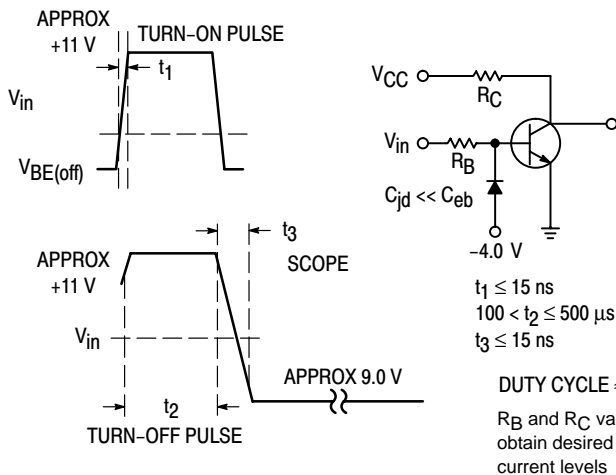 APPROX
+11 V
TURN–ON PULSE
t1
Vin
VBE(off)
t3
APPROX
+11 V
SCOPE
Vin
APPROX 9.0 V
t2
TURN–OFF PULSE
VCC
RC
Vin
RB
Cjd << Ceb
–4.0 V
t1 ≤ 15 ns
100 < t2 ≤ 500 μs
t3 ≤ 15 ns
DUTY CYCLE =
RB and RC va
obtain desired
current levels